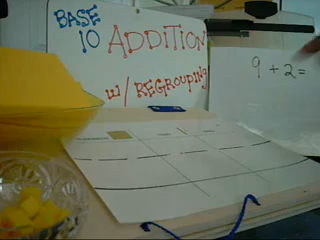 BASE
10 ADDITION
w/ REGROUPING
9 + 2 =